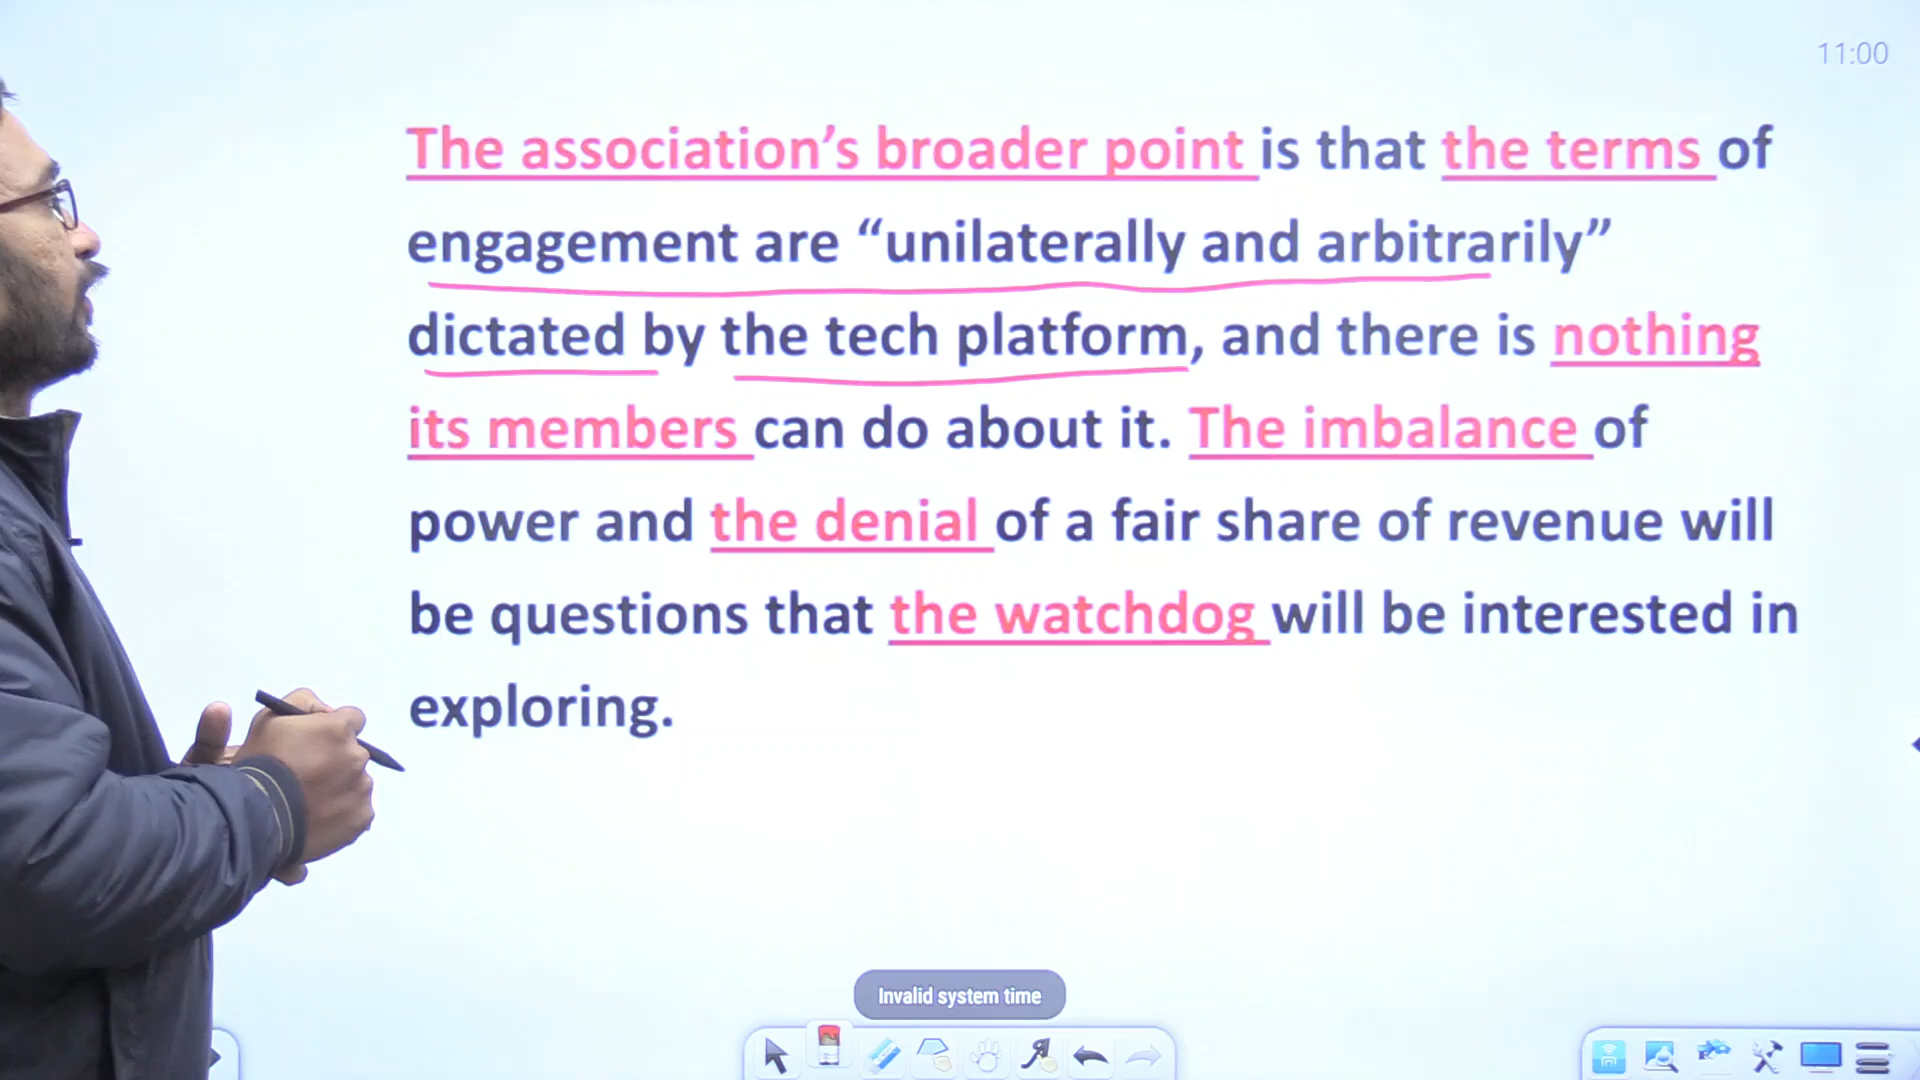 11:00
The association’s broader point is that the terms of
engagement are “unilaterally and arbitrarily”
dictated by the tech platform, and there is nothing
its members can do about it. The imbalance of
power and the denial of a fair share of revenue will
be questions that the watchdog will be interested in
exploring.
Invalid system time